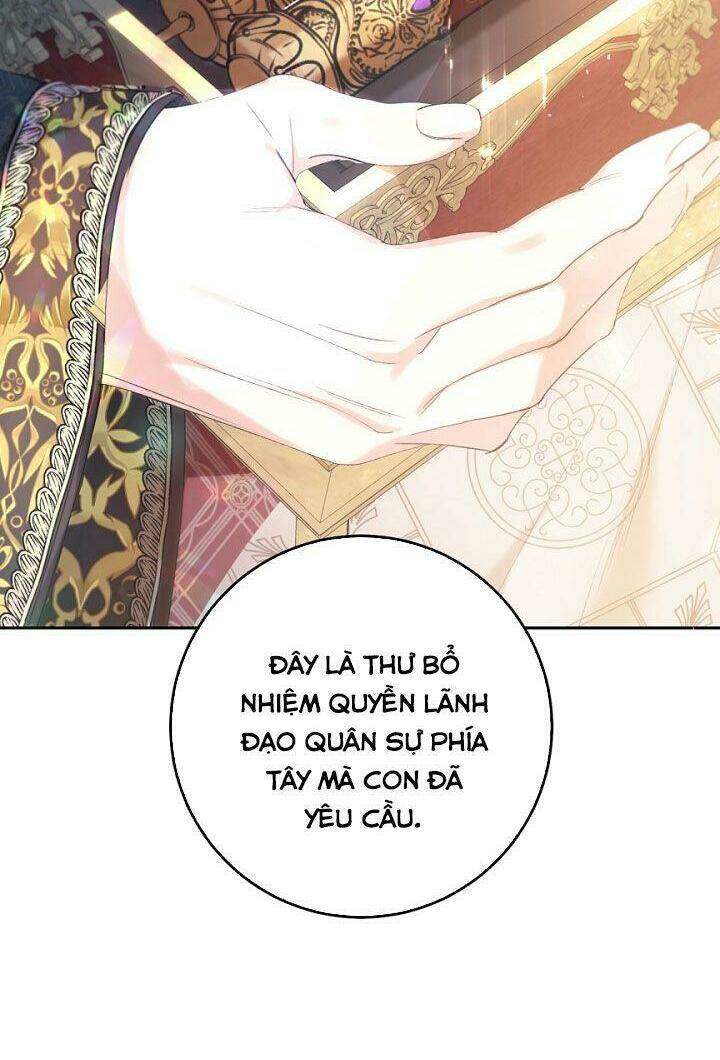 ĐÂY LÀ THƯ BỔ
NHIỆM QUYỀN LÃNH
ĐẠO QUÂN SỰ PHÍA
TÂY MÀ CON ĐÃ
YÊU CẦU.